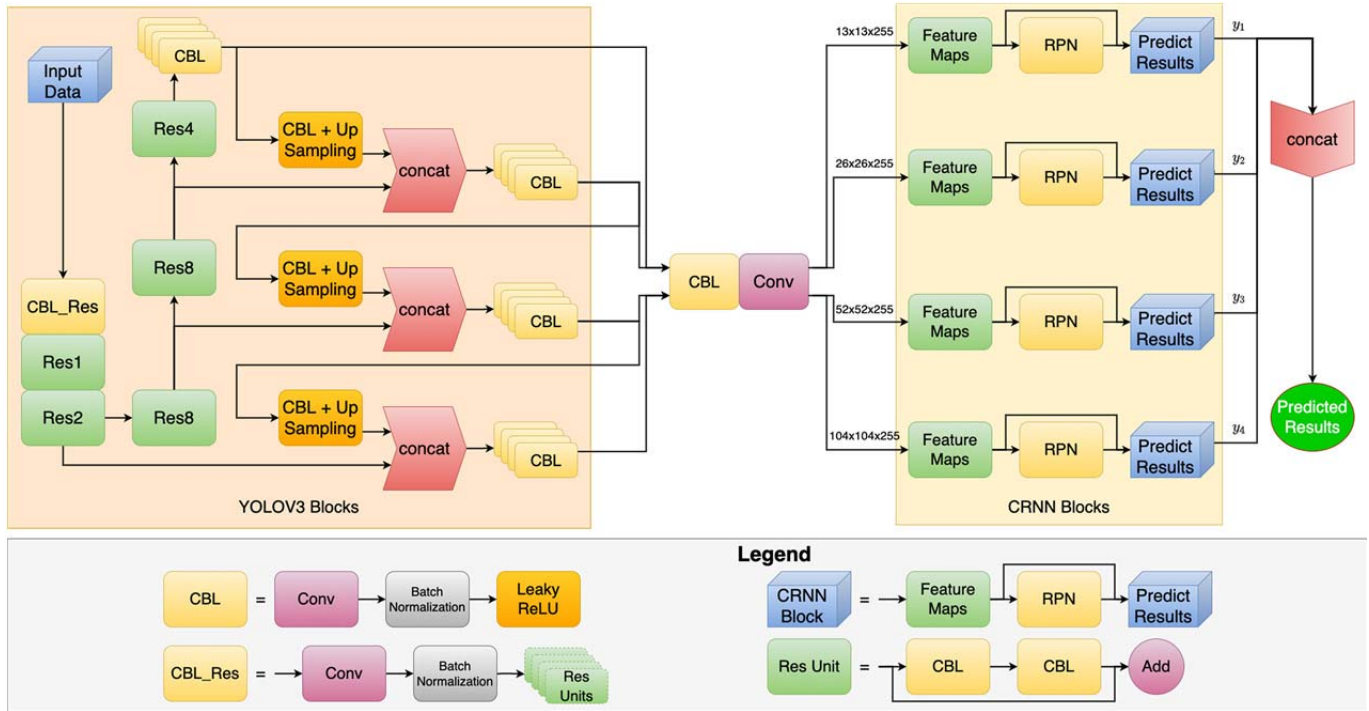 Input
Data
CBL
Res4
CBL + Up
Sampling
concat
CBL
Res8
CBL + Up
Sampling
concat
CBL
CBL_Res
Res1
Res2
Res8
CBL + Up
Sampling
concat
CBL
YOLOV3 Blocks
CBL
Conv
13x13x255
Feature
Maps
RPN
Predict
Results
y1
26x26x255
Feature
Maps
RPN
Predict
Results
y2
52x52x255
Feature
Maps
RPN
Predict
Results
y3
104x104x255
Feature
Maps
RPN
Predict
Results
y4
CRNN Blocks
concat
Predicted
Results
Legend
CBL
=
Conv
Batch
Normalization
Leaky
ReLU
CBL_Res
=
Conv
Batch
Normalization
Res
Units
CRNN
Block
=
Feature
Maps
RPN
Predict
Results
Res Unit
=
CBL
CBL
Add